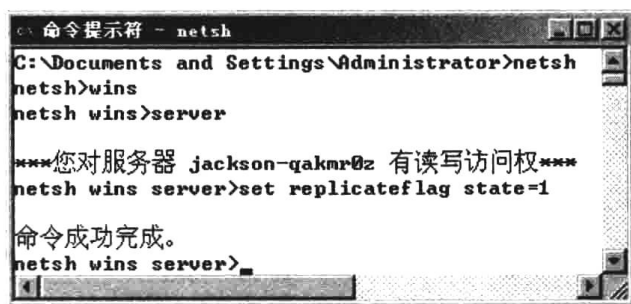 命令提示符 - netsh
C:\Documents and Settings\Administrator>netsh
netsh>wins
netsh wins>server
***您对服务器 jackson-qakmr0z 有读写访问权***
netsh wins server>set replicateflag state=1
命令成功完成。
netsh wins server>_